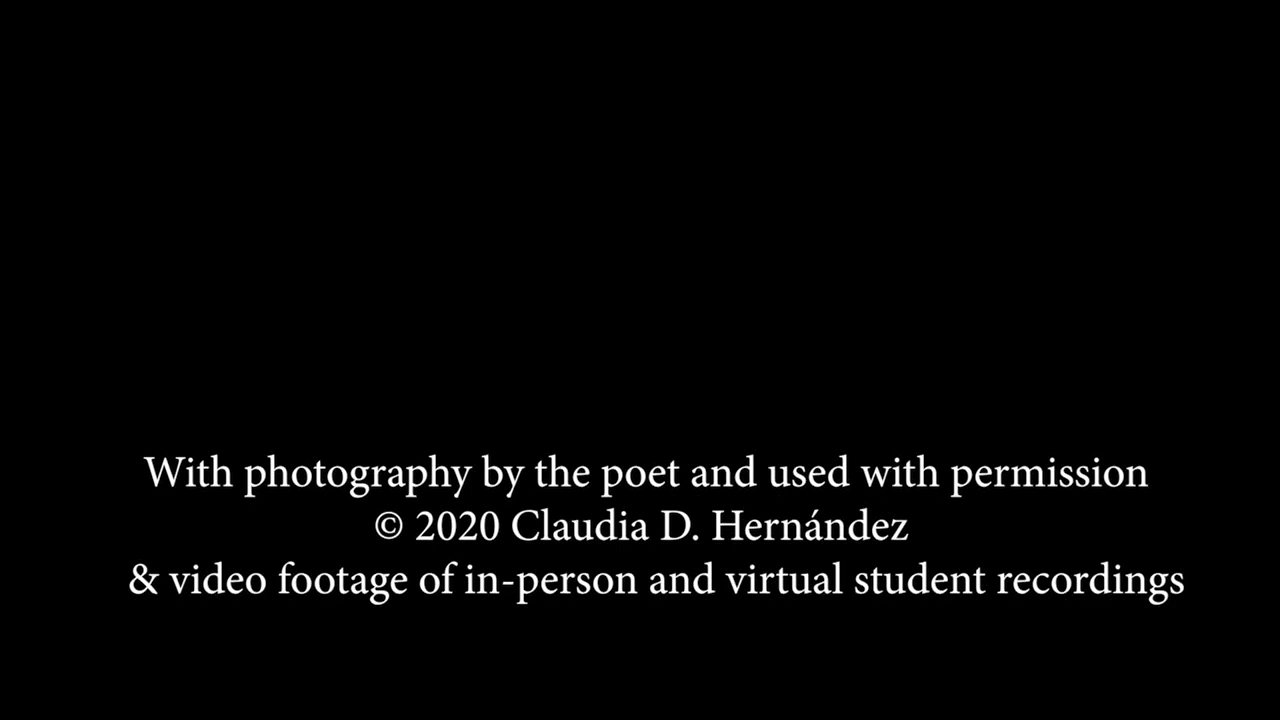 With photography by the poet and used with permission
© 2020 Claudia D. Hernández
& video footage of in-person and virtual student recordings